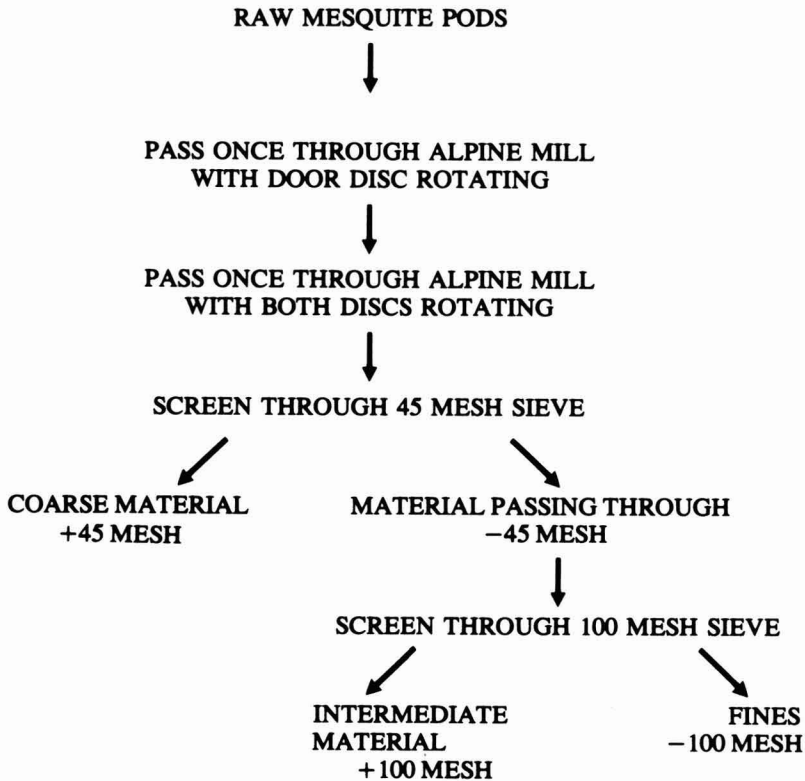 RAW MESQUITE PODS
PASS ONCE THROUGH ALPINE MILL
WITH DOOR DISC ROTATING
PASS ONCE THROUGH ALPINE MILL
WITH BOTH DISCS ROTATING
SCREEN THROUGH 45 MESH SIEVE
COARSE MATERIAL
+45 MESH
MATERIAL PASSING THROUGH
−45 MESH
SCREEN THROUGH 100 MESH SIEVE
INTERMEDIATE
MATERIAL
+100 MESH
FINES
−100 MESH